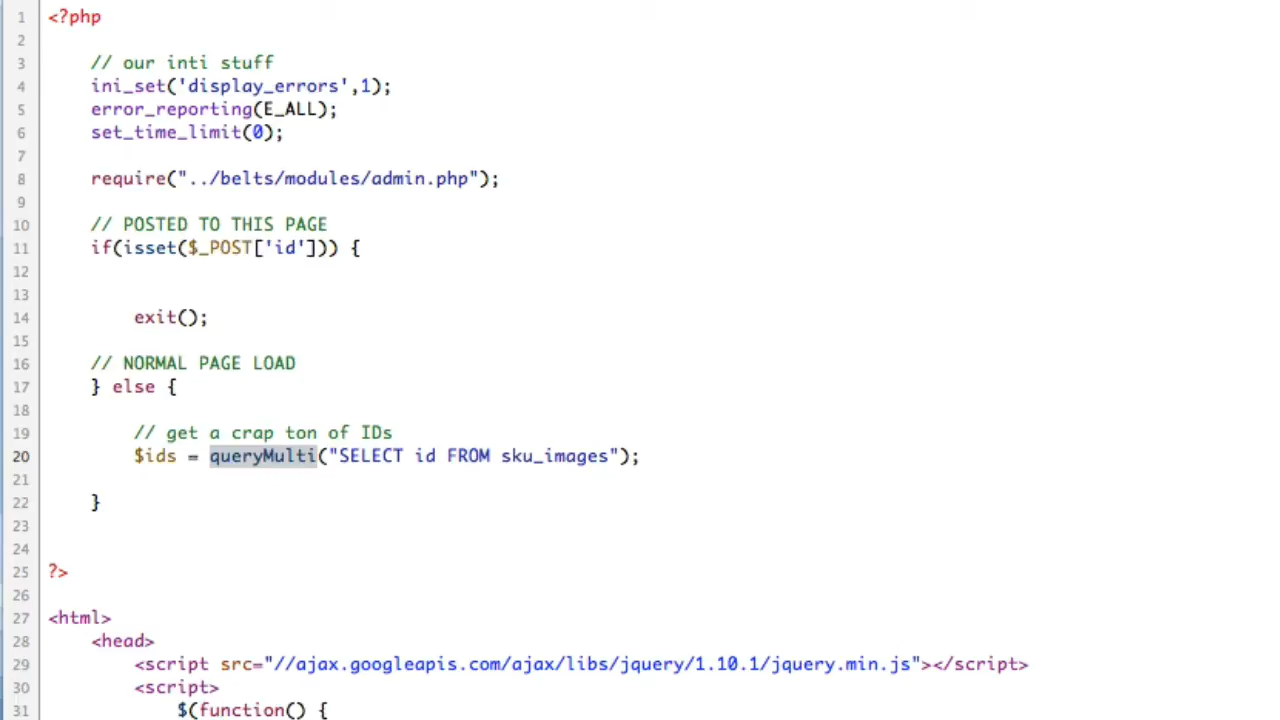 1 <?php
2
3 // our inti stuff
4 ini_set('display_errors',1);
5 error_reporting(E_ALL);
6 set_time_limit(0);
7
8 require("../belts/modules/admin.php");
9
10 // POSTED TO THIS PAGE
11 if(isset($_POST['id'])) {
12
13
14 exit();
15
16 // NORMAL PAGE LOAD
17 } else {
18
19 // get a crap ton of IDs
20 $ids = queryMulti("SELECT id FROM sku_images");
21
22 }
23
24
25 ?>
26
27 <html>
28 <head>
29 <script src="//ajax.googleapis.com/ajax/libs/jquery/1.10.1/jquery.min.js"></script>
30 <script>
31 $(function() {